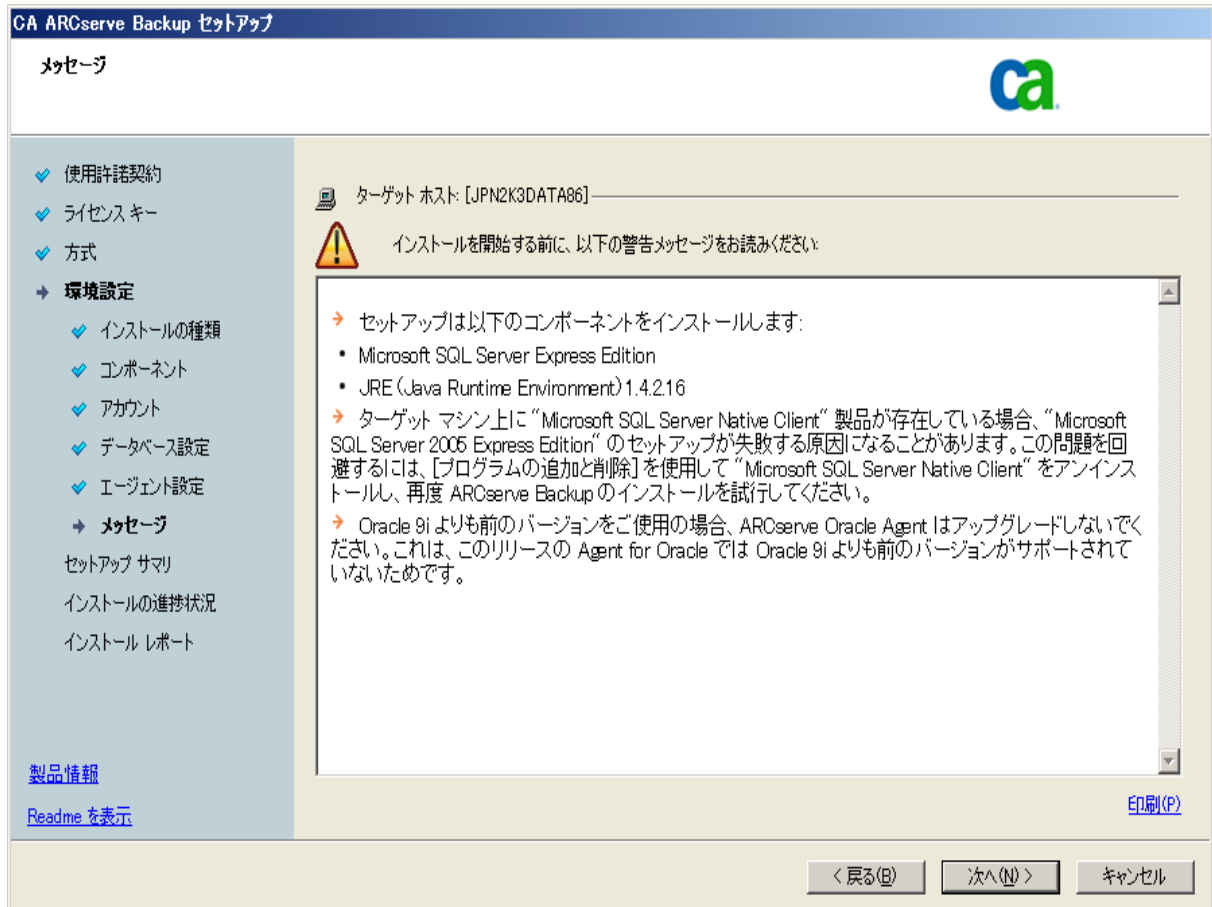 CA ARCserve Backup セットアップ
メッセージ
ca
使用許諾契約
ライセンス キー
方式
環境設定
インストールの種類
コンポーネント
アカウント
データベース設定
エージェント設定
メッセージ
セットアップ サマリ
インストールの進捗状況
インストール レポート
製品情報
Readme を表示
ターゲット ホスト: [JPN2K3DATA86]
インストールを開始する前に、以下の警告メッセージをお読みください:
セットアップは以下のコンポーネントをインストールします:
• Microsoft SQL Server Express Edition
• JRE (Java Runtime Environment) 1.4.2.16
ターゲット マシン上に "Microsoft SQL Server Native Client" 製品が存在している場合、"Microsoft
SQL Server 2005 Express Edition" のセットアップが失敗する原因になることがあります。この問題を回
避するには、[プログラムの追加と削除] を使用して "Microsoft SQL Server Native Client" をアンインス
トールし、再度 ARCserve Backup のインストールを試行してください。
Oracle 9i よりも前のバージョンをご使用の場合、ARCserve Oracle Agent はアップグレードしないでく
ださい。これは、このリリースの Agent for Oracle では Oracle 9i よりも前のバージョンがサポートされて
いないためです。
印刷(P)
< 戻る(B)
次へ(N) >
キャンセル